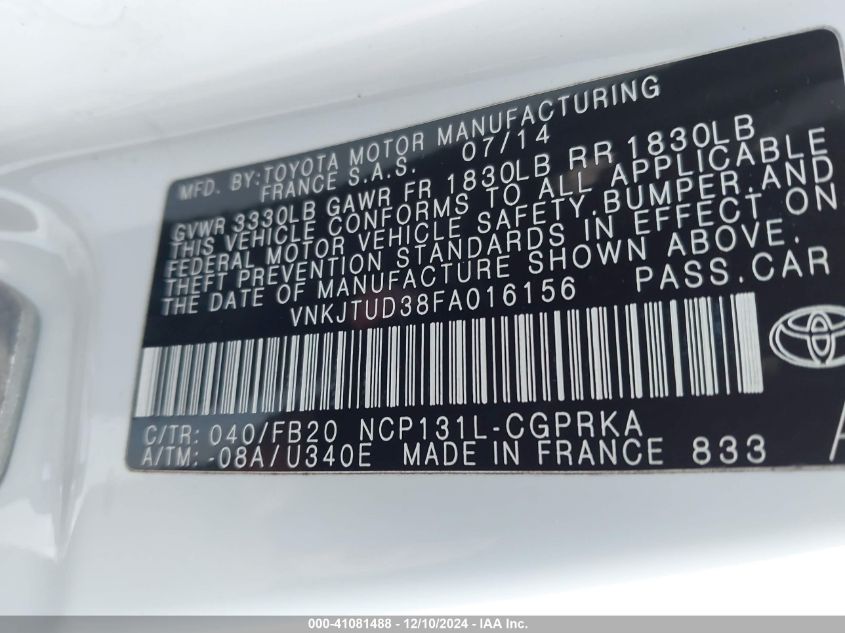 MFD. BY: TOYOTA MOTOR MANUFACTURING
FRANCE S.A.S. 07/14
GVWR 3330LB GAWR FR 1830LB RR 1830LB
THIS VEHICLE CONFORMS TO ALL APPLICABLE
FEDERAL MOTOR VEHICLE SAFETY, BUMPER, AND
THEFT PREVENTION STANDARDS IN EFFECT ON
THE DATE OF MANUFACTURE SHOWN ABOVE.
VNKJTUD38FA016156 PASS.CAR
C/TR: 040/FB20 NCP131L-CGPRKA
A/TM: -08A/U340E MADE IN FRANCE 833
000-41081488 - 12/10/2024 - IAA Inc.